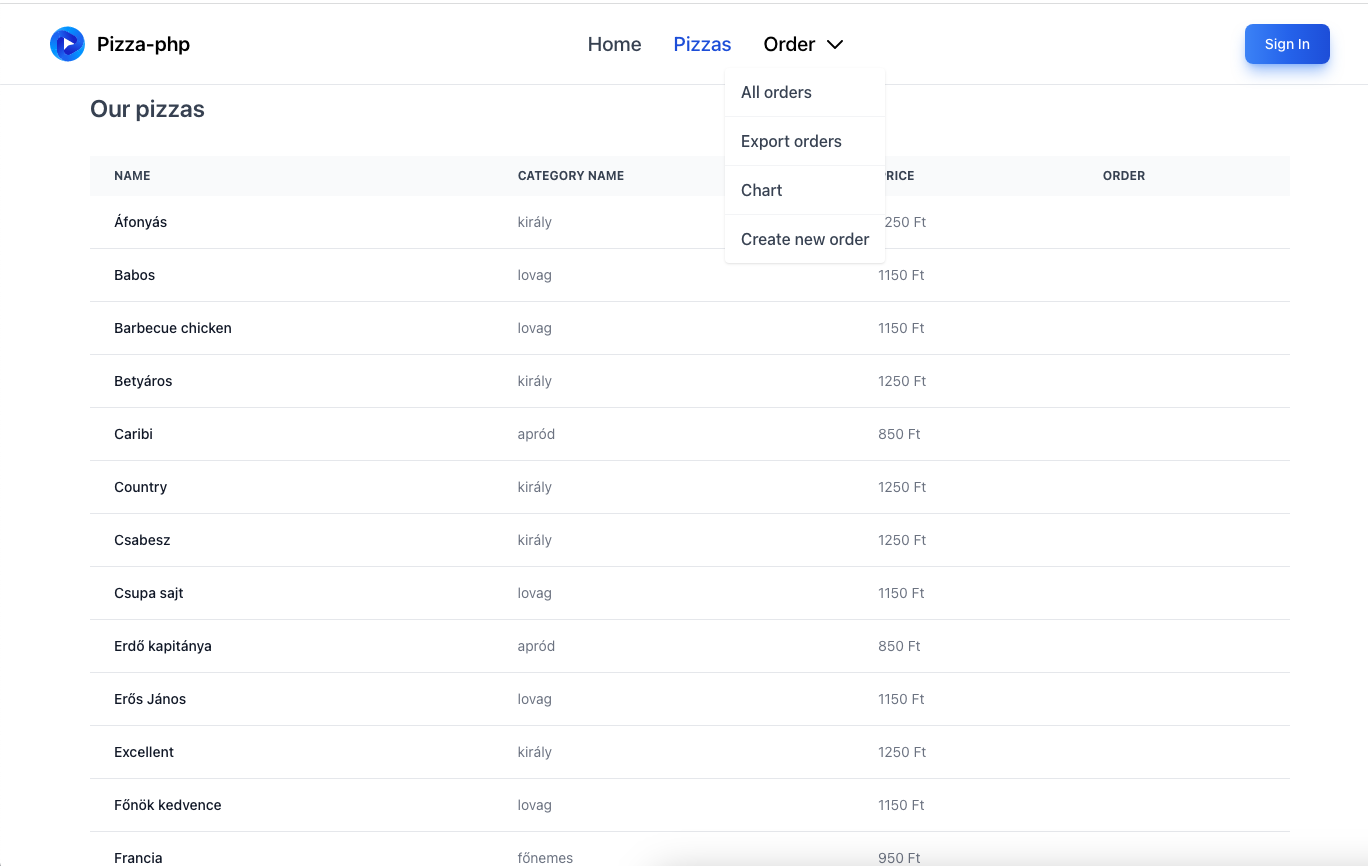 Pizza-php Home Pizzas Order Sign In
All orders
Export orders
Chart
Create new order
Our pizzas
NAME CATEGORY NAME RICE ORDER
Áfonyás király 250 Ft
Babos lovag 1150 Ft
Barbecue chicken lovag 1150 Ft
Betyáros király 1250 Ft
Caribi apród 850 Ft
Country király 1250 Ft
Csabesz király 1250 Ft
Csupa sajt lovag 1150 Ft
Erdő kapitánya apród 850 Ft
Erős János lovag 1150 Ft
Excellent király 1250 Ft
Főnök kedvence lovag 1150 Ft
Francia főnemes 950 Ft